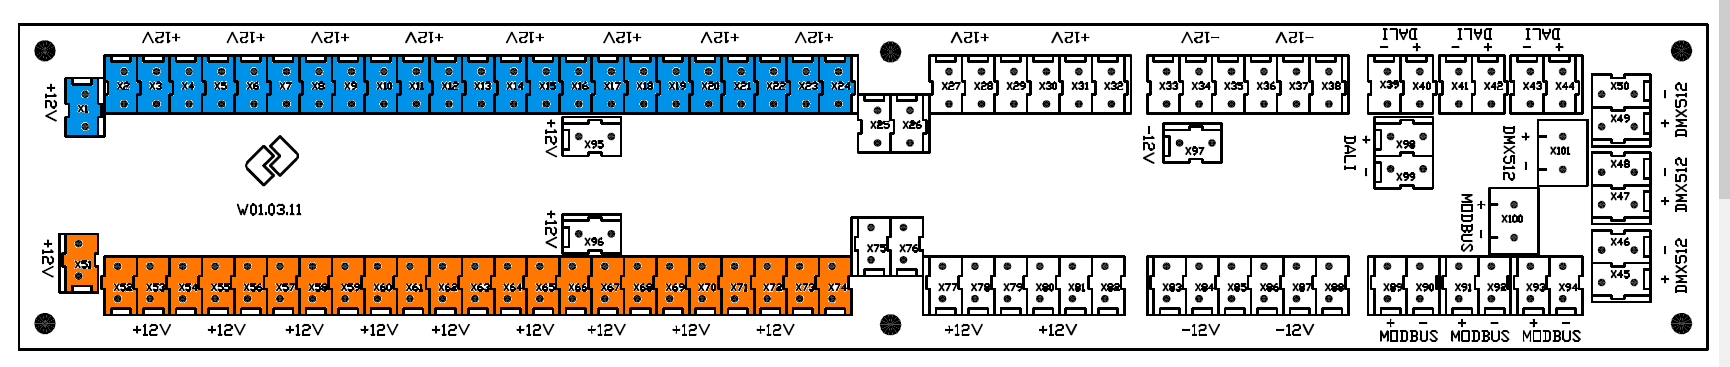 +12V +12V +12V +12V +12V +12V +12V +12V -12V -12V DALI DALI DALI
- + - + - +
+12V X1 X2 X3 X4 X5 X6 X7 X8 X9 X10 X11 X12 X13 X14 X15 X16 X17 X18 X19 X20 X21 X22 X23 X24 X27 X28 X29 X30 X31 X32 X33 X34 X35 X36 X37 X38 X39 X40 X41 X42 X43 X44 X50 - DMX512
X25 X26 X49 +
+12V X95 -12V X97 DALI + X98 DMX512 + X101
X99 - - X48 - DMX512
W01.03.11 X47 +
MODBUS + X100
-
+12V X96 X75 X76 X46 - DMX512
X45 +
+12V X51 X52 X53 X54 X55 X56 X57 X58 X59 X60 X61 X62 X63 X64 X65 X66 X67 X68 X69 X70 X71 X72 X73 X74 X77 X78 X79 X80 X81 X82 X83 X84 X85 X86 X87 X88 X89 X90 X91 X92 X93 X94
+ - + - + -
+12V +12V +12V +12V +12V +12V +12V +12V +12V +12V +12V -12V -12V MODBUS MODBUS MODBUS